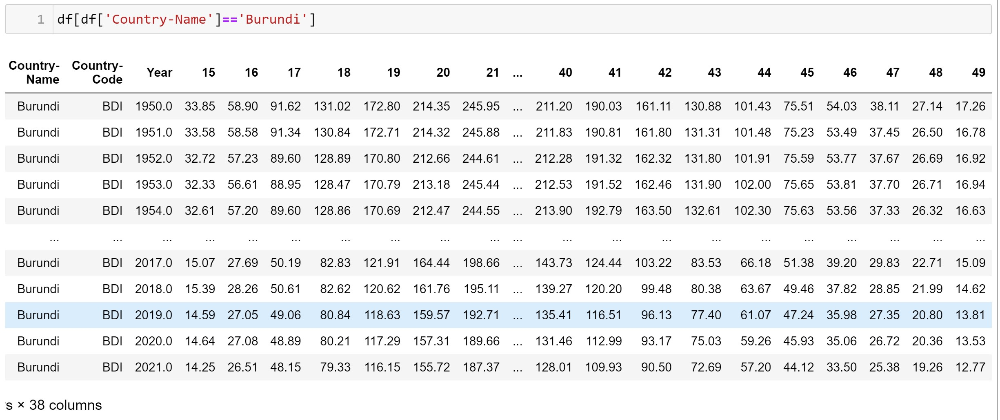 1 df[df['Country-Name']=='Burundi']
Country-Name Country-Code Year 15 16 17 18 19 20 21 ... 40 41 42 43 44 45 46 47 48 49
Burundi BDI 1950.0 33.85 58.90 91.62 131.02 172.80 214.35 245.95 ... 211.20 190.03 161.11 130.88 101.43 75.51 54.03 38.11 27.14 17.26
Burundi BDI 1951.0 33.58 58.58 91.34 130.84 172.71 214.32 245.88 ... 211.83 190.81 161.80 131.31 101.48 75.23 53.49 37.45 26.50 16.78
Burundi BDI 1952.0 32.72 57.23 89.60 128.89 170.80 212.66 244.61 ... 212.28 191.32 162.32 131.80 101.91 75.59 53.77 37.67 26.69 16.92
Burundi BDI 1953.0 32.33 56.61 88.95 128.47 170.79 213.18 245.44 ... 212.53 191.52 162.46 131.90 102.00 75.65 53.81 37.70 26.71 16.94
Burundi BDI 1954.0 32.61 57.20 89.60 128.86 170.69 212.47 244.55 ... 213.90 192.79 163.50 132.61 102.30 75.63 53.56 37.33 26.32 16.63
... ... ... ... ... ... ... ... ... ... ... ... ... ... ... ... ... ... ... ... ...
Burundi BDI 2017.0 15.07 27.69 50.19 82.83 121.91 164.44 198.66 ... 143.73 124.44 103.22 83.53 66.18 51.38 39.20 29.83 22.71 15.09
Burundi BDI 2018.0 15.39 28.26 50.61 82.62 120.62 161.76 195.11 ... 139.27 120.20 99.48 80.38 63.67 49.46 37.82 28.85 21.99 14.62
Burundi BDI 2019.0 14.59 27.05 49.06 80.84 118.63 159.57 192.71 ... 135.41 116.51 96.13 77.40 61.07 47.24 35.98 27.35 20.80 13.81
Burundi BDI 2020.0 14.64 27.08 48.89 80.21 117.29 157.31 189.66 ... 131.46 112.99 93.17 75.03 59.26 45.93 35.06 26.72 20.36 13.53
Burundi BDI 2021.0 14.25 26.51 48.15 79.33 116.15 155.72 187.37 ... 128.01 109.93 90.50 72.69 57.20 44.12 33.50 25.38 19.26 12.77
s × 38 columns